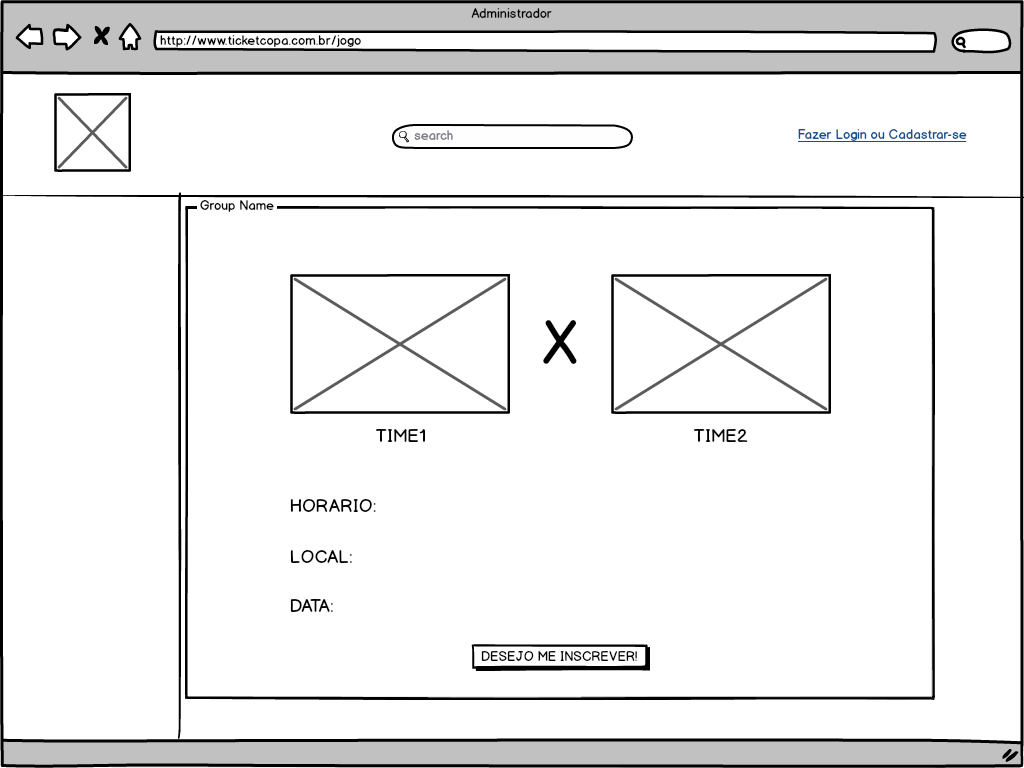 Administrador
http://www.ticketcopa.com.br/jogo
search
Fazer Login ou Cadastrar-se
Group Name
X
TIME1
TIME2
HORARIO:
LOCAL:
DATA:
DESEJO ME INSCREVER!